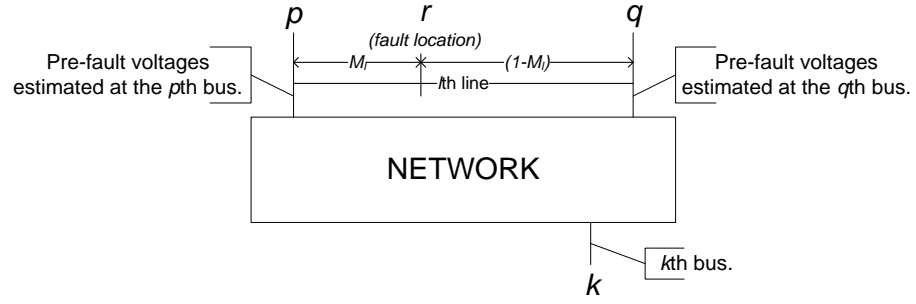 p r q
(fault location)
Pre-fault voltages
estimated at the pth bus.
M_l
(1-M_l)
Pre-fault voltages
estimated at the qth bus.
lth line
NETWORK
kth bus.
k